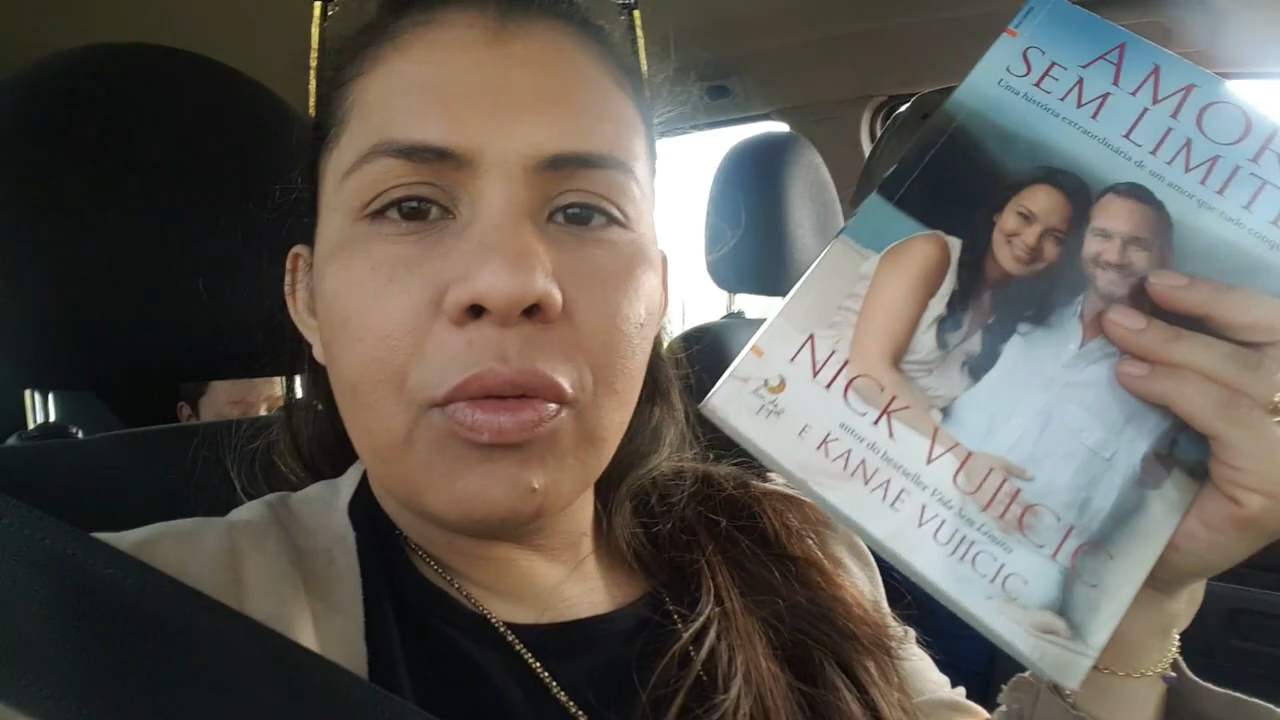 AMOR
SEM LIMIT
Uma história extraordinária de um amor que tudo
NICK VUJICIC
autor do bestseller Vida Sem Limites
E KANAE VUJICIC